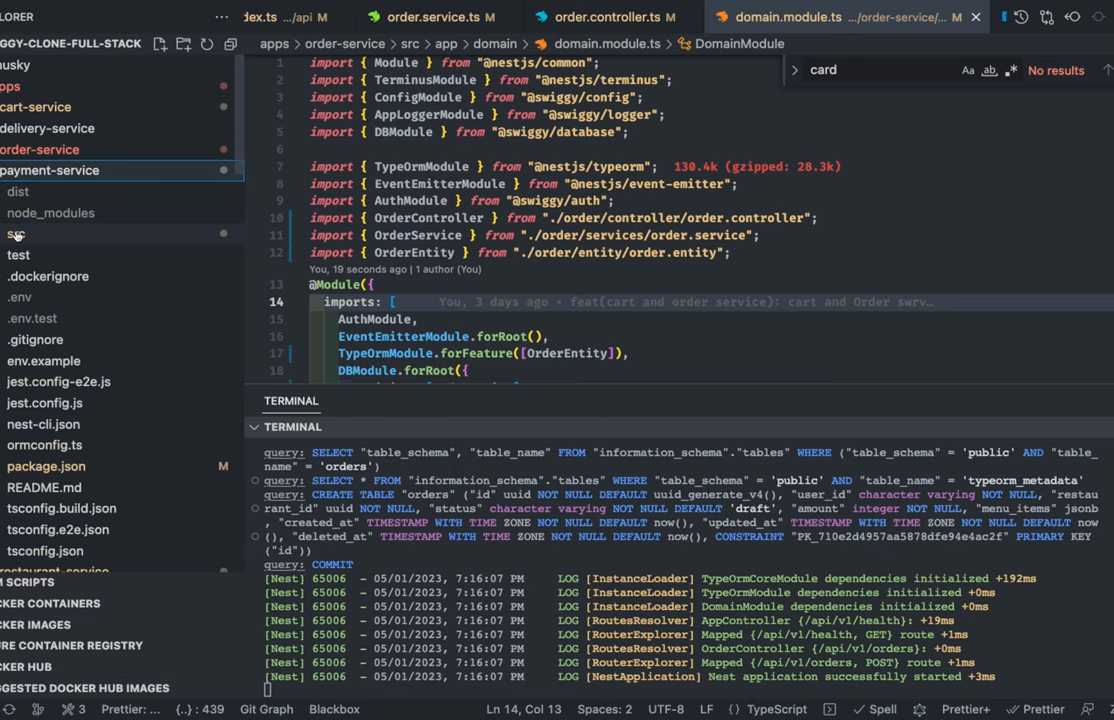 LORER
...
dex.ts .../api M
order.service.ts M
order.controller.ts M
domain.module.ts .../order-service/... M
GGY-CLONE-FULL-STACK
apps > order-service > src > app > domain > domain.module.ts > DomainModule
usky
pps
cart-service
delivery-service
order-service
payment-service
dist
node_modules
src
test
.dockerignore
.env
.env.test
.gitignore
env.example
jest.config-e2e.js
jest.config.js
nest-cli.json
ormconfig.ts
package.json M
README.md
tsconfig.build.json
tsconfig.e2e.json
tsconfig.json
restaurant-service
M SCRIPTS
CKER CONTAINERS
CKER IMAGES
URE CONTAINER REGISTRY
CKER HUB
GGESTED DOCKER HUB IMAGES
card Aa ab .* No results
1 import { Module } from "@nestjs/common";
2 import { TerminusModule } from "@nestjs/terminus";
3 import { ConfigModule } from "@swiggy/config";
4 import { AppLoggerModule } from "@swiggy/logger";
5 import { DBModule } from "@swiggy/database";
7 import { TypeOrmModule } from "@nestjs/typeorm"; 130.4k (gzipped: 28.3k)
8 import { EventEmitterModule } from "@nestjs/event-emitter";
9 import { AuthModule } from "@swiggy/auth";
10 import { OrderController } from "./order/controller/order.controller";
11 import { OrderService } from "./order/services/order.service";
12 import { OrderEntity } from "./order/entity/order.entity";
You, 19 seconds ago | 1 author (You)
13 @Module({
14 imports: [ You, 3 days ago • feat(cart and order service): cart and Order swrv…
15 AuthModule,
16 EventEmitterModule.forRoot(),
17 TypeOrmModule.forFeature([OrderEntity]),
18 DBModule.forRoot({
TERMINAL
TERMINAL
query: SELECT "table_schema", "table_name" FROM "information_schema"."tables" WHERE ("table_schema" = 'public' AND "table_
name" = 'orders')
query: SELECT * FROM "information_schema"."tables" WHERE "table_schema" = 'public' AND "table_name" = 'typeorm_metadata'
query: CREATE TABLE "orders" ("id" uuid NOT NULL DEFAULT uuid_generate_v4(), "user_id" character varying NOT NULL, "restau
rant_id" uuid NOT NULL, "status" character varying NOT NULL DEFAULT 'draft', "amount" integer NOT NULL, "menu_items" jsonb
, "created_at" TIMESTAMP WITH TIME ZONE NOT NULL DEFAULT now(), "updated_at" TIMESTAMP WITH TIME ZONE NOT NULL DEFAULT now
(), "deleted_at" TIMESTAMP WITH TIME ZONE NOT NULL DEFAULT now(), CONSTRAINT "PK_710e2d4957aa5878dfe94e4ac2f" PRIMARY KEY
("id"))
query: COMMIT
[Nest] 65006 - 05/01/2023, 7:16:07 PM LOG [InstanceLoader] TypeOrmCoreModule dependencies initialized +192ms
[Nest] 65006 - 05/01/2023, 7:16:07 PM LOG [InstanceLoader] TypeOrmModule dependencies initialized +0ms
[Nest] 65006 - 05/01/2023, 7:16:07 PM LOG [InstanceLoader] DomainModule dependencies initialized +0ms
[Nest] 65006 - 05/01/2023, 7:16:07 PM LOG [RoutesResolver] AppController {/api/v1/health}: +19ms
[Nest] 65006 - 05/01/2023, 7:16:07 PM LOG [RouterExplorer] Mapped {/api/v1/health, GET} route +1ms
[Nest] 65006 - 05/01/2023, 7:16:07 PM LOG [RoutesResolver] OrderController {/api/v1/orders}: +0ms
[Nest] 65006 - 05/01/2023, 7:16:07 PM LOG [RouterExplorer] Mapped {/api/v1/orders, POST} route +1ms
[Nest] 65006 - 05/01/2023, 7:16:07 PM LOG [NestApplication] Nest application successfully started +3ms
3 Prettier: ... {..} : 439 Git Graph Blackbox Ln 14, Col 13 Spaces: 2 UTF-8 LF {} TypeScript Spell Prettier+ Prettier